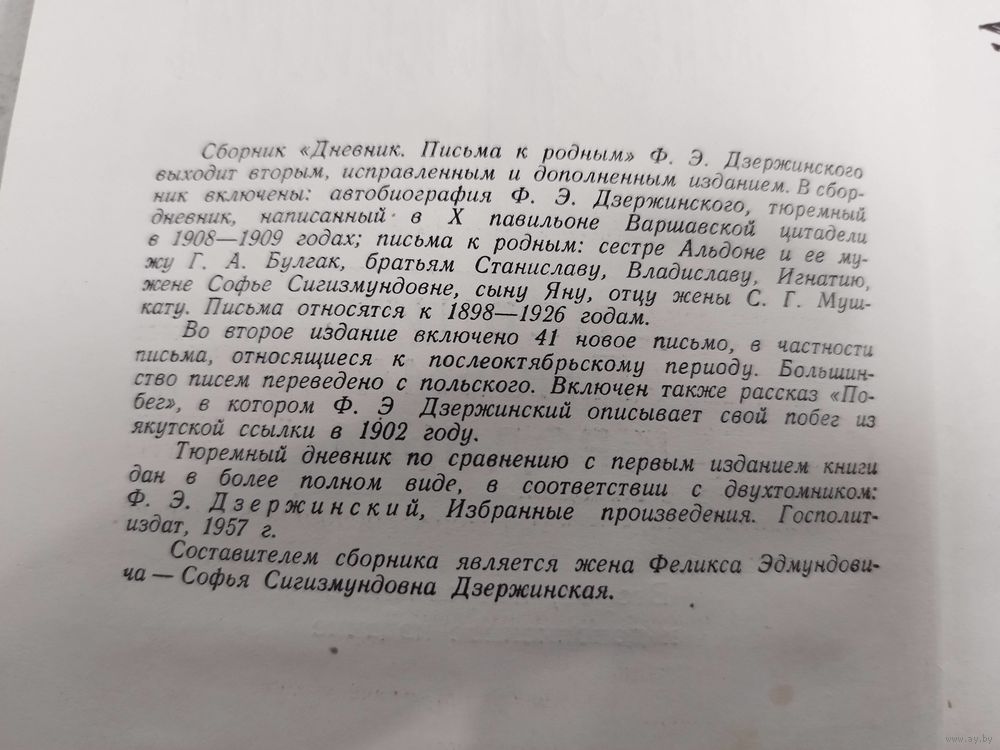 Сборник «Дневник. Письма к родным» Ф. Э. Дзержинского
выходит вторым, исправленным и дополненным изданием. В сбор-
ник включены: автобиография Ф. Э. Дзержинского, тюремный
дневник, написанный в X павильоне Варшавской цитадели
в 1908—1909 годах; письма к родным: сестре Альдоне и ее му-
жу Г. А. Булгак, братьям Станиславу, Владиславу, Игнатию,
жене Софье Сигизмундовне, сыну Яну, отцу жены С. Г. Муш-
кату. Письма относятся к 1898—1926 годам.
Во второе издание включено 41 новое письмо, в частности
письма, относящиеся к послеоктябрьскому периоду. Большин-
ство писем переведено с польского. Включен также рассказ «По-
бег», в котором Ф. Э Дзержинский описывает свой побег из
якутской ссылки в 1902 году.
Тюремный дневник по сравнению с первым изданием книги
дан в более полном виде, в соответствии с двухтомником:
Ф. Э. Дзержинский, Избранные произведения. Госполит-
издат, 1957 г.
Составителем сборника является жена Феликса Эдмундови-
ча — Софья Сигизмундовна Дзержинская.
www.ay.by